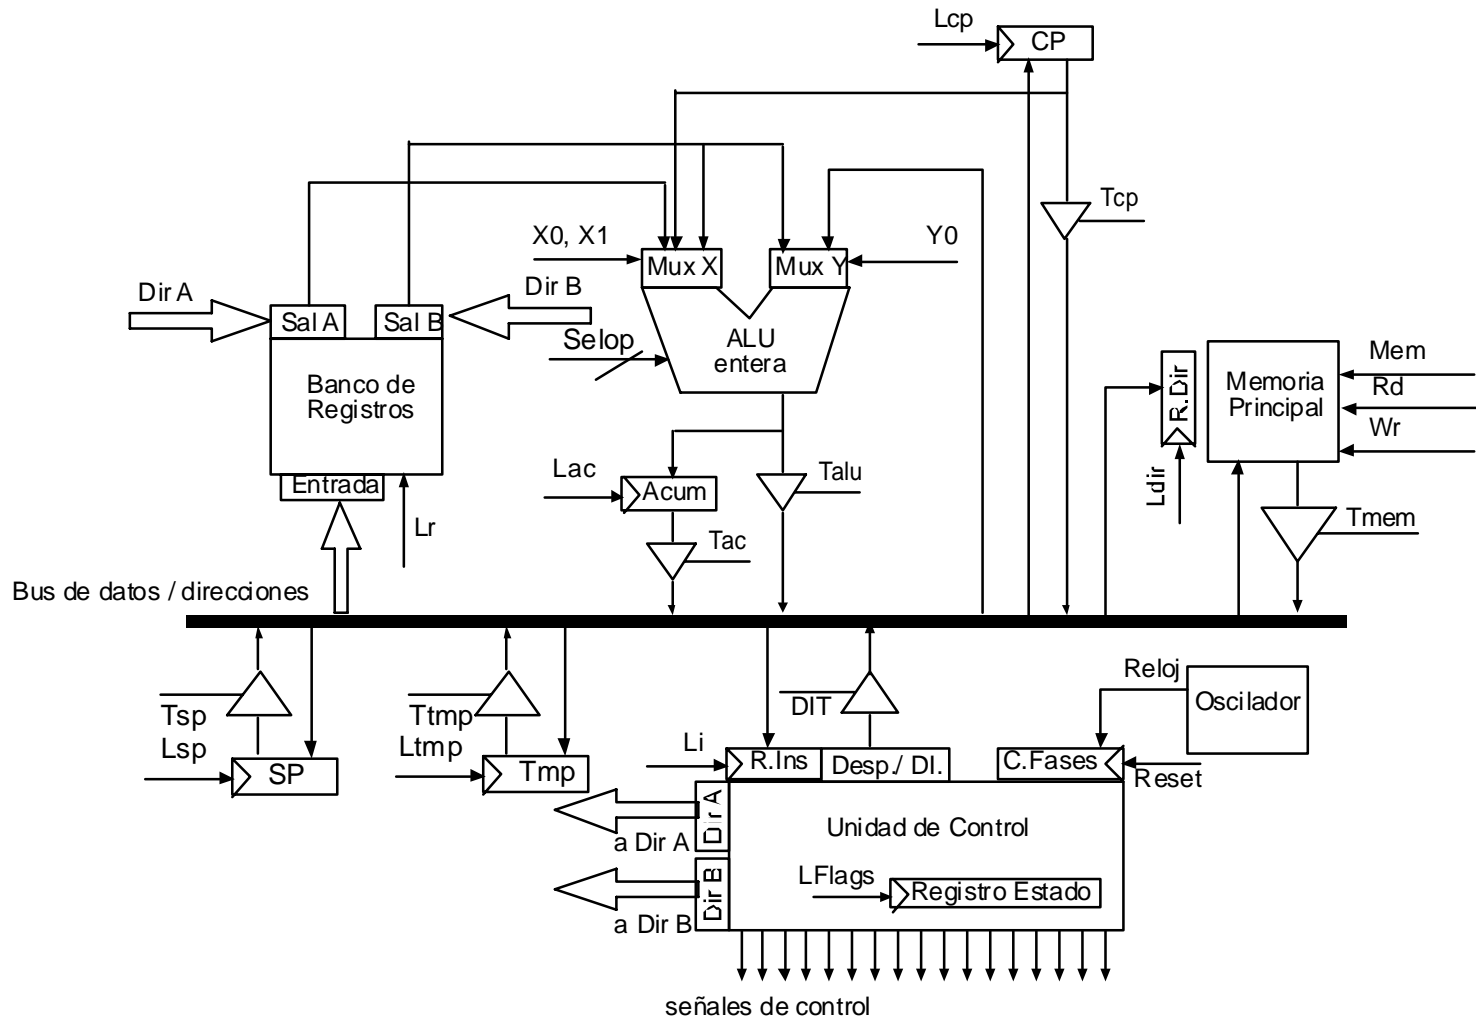 Lcp
CP
Tcp
X0, X1
Y0
Mux X
Mux Y
Dir A
Dir B
Sal A
Sal B
Selop
ALU
entera
Banco de
Registros
R.Dir
Memoria
Principal
Mem
Rd
Wr
Entrada
Lac
Acum
Talu
Ldir
Lr
Tac
Tmem
Bus de datos / direcciones
Reloj
Oscilador
Tsp
Lsp
SP
Ttmp
Ltmp
Tmp
DIT
Li
R.Ins
Desp./ DI.
C.Fases
Reset
Dir A
a Dir A
Unidad de Control
Dir B
a Dir B
LFlags
Registro Estado
señales de control